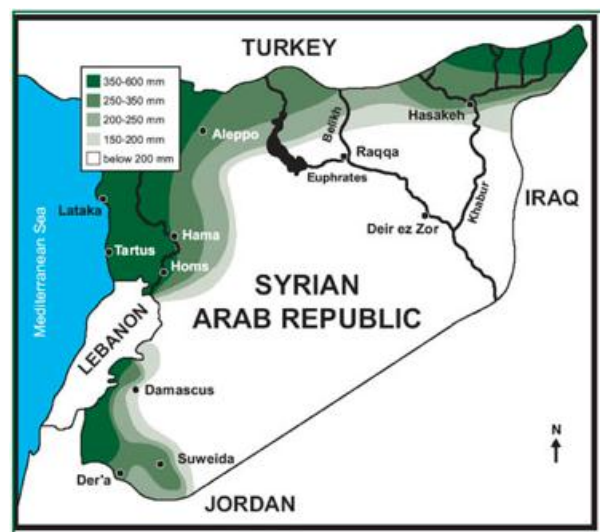 TURKEY
350-600 mm
250-350 mm
200-250 mm
150-200 mm
below 200 mm
Aleppo
Belikh
Hasakeh
Raqqa
Euphrates
Khabur
IRAQ
Lataka
Deir ez Zor
Mediterranean Sea
Hama
Tartus
Homs
SYRIAN
ARAB REPUBLIC
LEBANON
Damascus
N
Suweida
Der'a
JORDAN